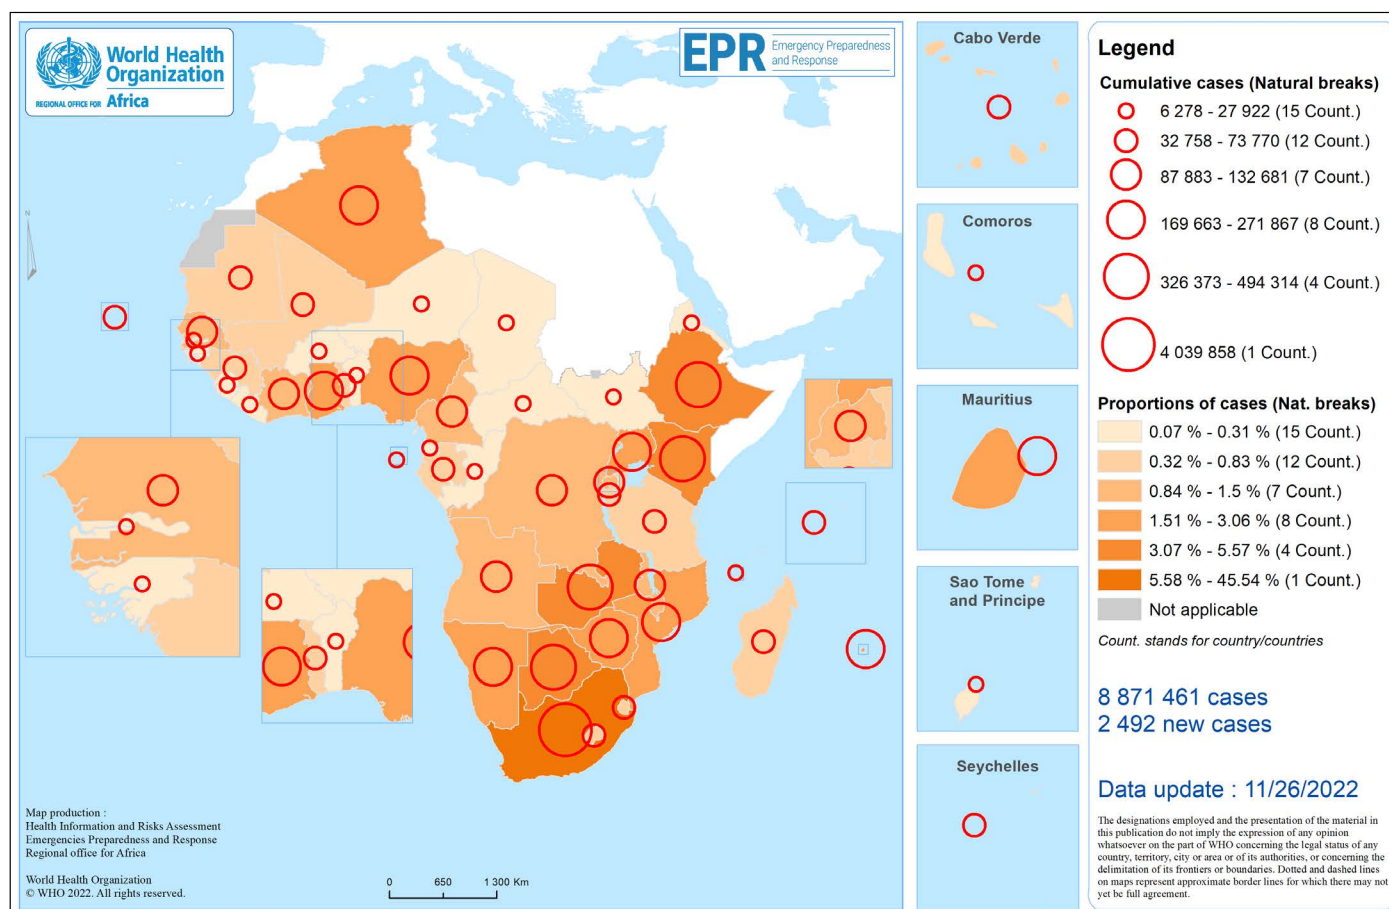 World Health
Organization
REGIONAL OFFICE FOR Africa
EPR Emergency Preparedness
and Response
N
Map production :
Health Information and Risks Assessment
Emergencies Preparedness and Response
Regional office for Africa
World Health Organization
© WHO 2022. All rights reserved.
0 650 1 300 Km
Cabo Verde
Comoros
Mauritius
Sao Tome
and Principe
Seychelles
Legend
Cumulative cases (Natural breaks)
6 278 - 27 922 (15 Count.)
32 758 - 73 770 (12 Count.)
87 883 - 132 681 (7 Count.)
169 663 - 271 867 (8 Count.)
326 373 - 494 314 (4 Count.)
4 039 858 (1 Count.)
Proportions of cases (Nat. breaks)
0.07 % - 0.31 % (15 Count.)
0.32 % - 0.83 % (12 Count.)
0.84 % - 1.5 % (7 Count.)
1.51 % - 3.06 % (8 Count.)
3.07 % - 5.57 % (4 Count.)
5.58 % - 45.54 % (1 Count.)
Not applicable
Count. stands for country/countries
8 871 461 cases
2 492 new cases
Data update : 11/26/2022
The designations employed and the presentation of the material in
this publication do not imply the expression of any opinion
whatsoever on the part of WHO concerning the legal status of any
country, territory, city or area or of its authorities, or concerning the
delimitation of its frontiers or boundaries. Dotted and dashed lines
on maps represent approximate border lines for which there may not
yet be full agreement.